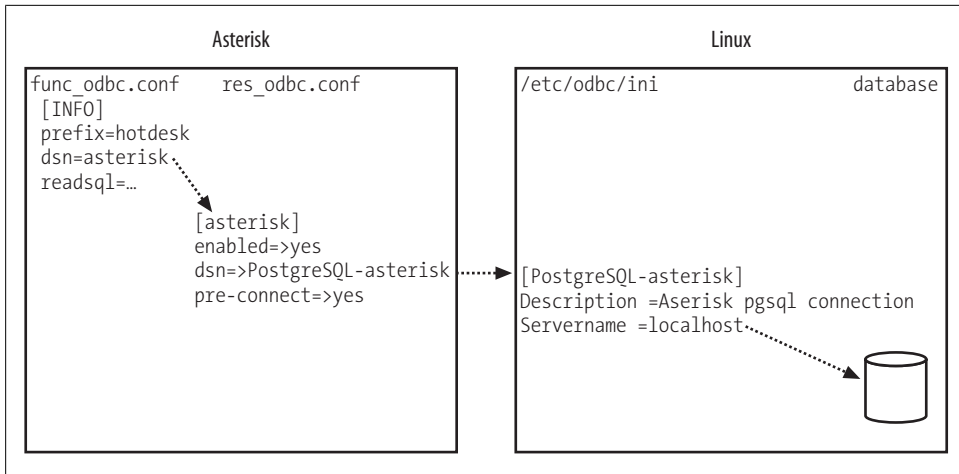 Asterisk
Linux
func_odbc.conf res_odbc.conf
[INFO]
prefix=hotdesk
dsn=asterisk
readsql=…
[asterisk]
enabled=>yes
dsn=>PostgreSQL-asterisk
pre-connect=>yes
/etc/odbc/ini database
[PostgreSQL-asterisk]
Description =Aserisk pgsql connection
Servername =localhost